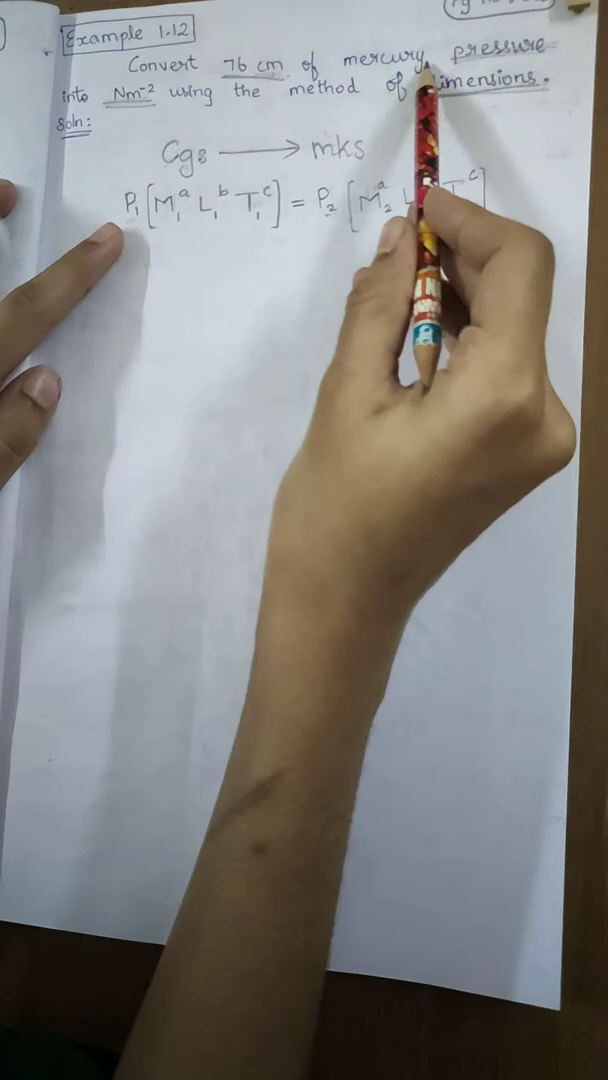 Example 1.12
Convert 76 cm of mercury pressure
into Nm⁻² using the method of dimensions.
Soln:
Cgs → mks
P₁ [M₁ᵃ L₁ᵇ T₁ᶜ] = P₂ [M₂ᵃ L T ᶜ]